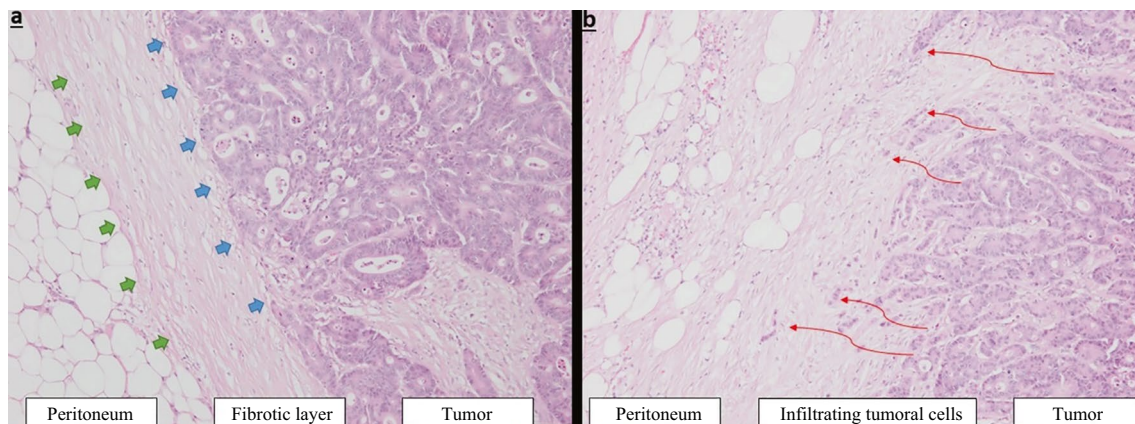 a
b
Peritoneum
Fibrotic layer
Tumor
Peritoneum
Infiltrating tumoral cells
Tumor